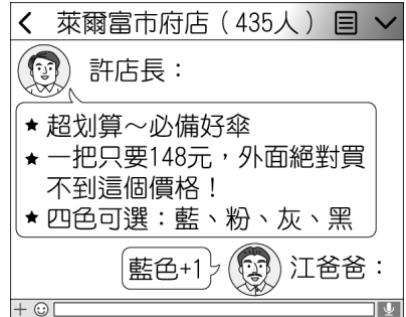 萊爾富市府店（435人）
許店長：
★超划算～必備好傘
★一把只要148元，外面絕對買
不到這個價格！
★四色可選：藍、粉、灰、黑
藍色+1
江爸爸：